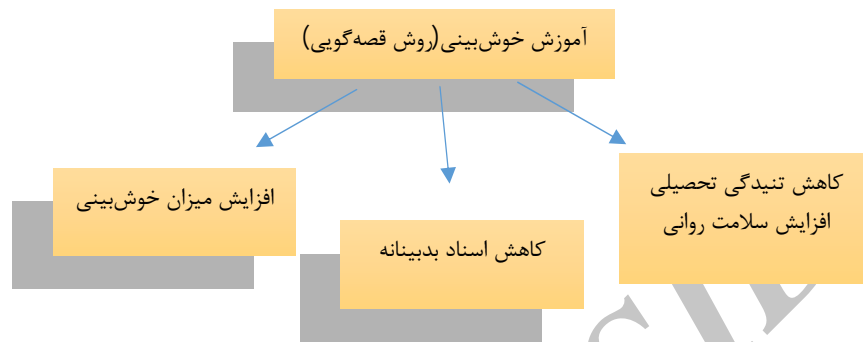 آموزش خوش‌بینی(روش قصه‌گویی)
کاهش تنیدگی تحصیلی
افزایش سلامت روانی
کاهش اسناد بدبینانه
افزایش میزان خوش‌بینی